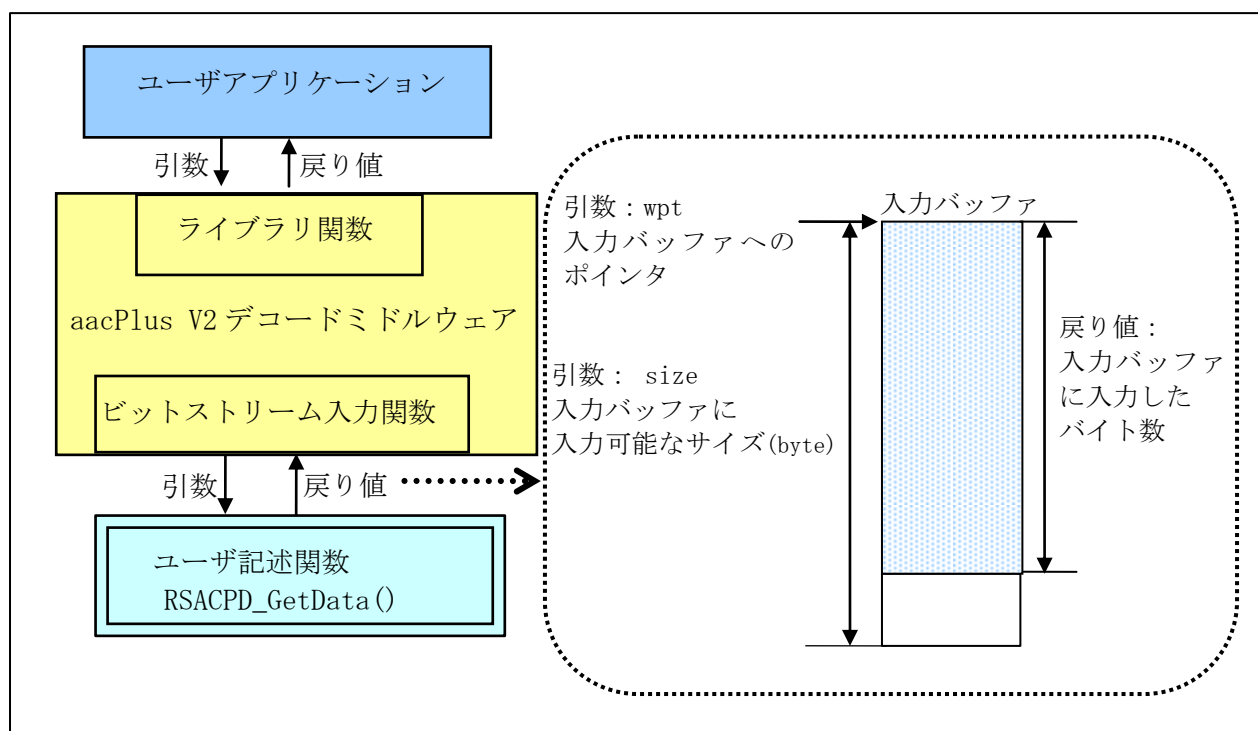 ユーザアプリケーション
引数
戻り値
ライブラリ関数
aacPlus V2デコードミドルウェア
ビットストリーム入力関数
引数
戻り値
ユーザ記述関数
RSACPD_GetData()
引数：wpt
入力バッファへの
ポインタ
引数： size
入力バッファに
入力可能なサイズ(byte)
入力バッファ
戻り値：
入力バッファ
に入力した
バイト数